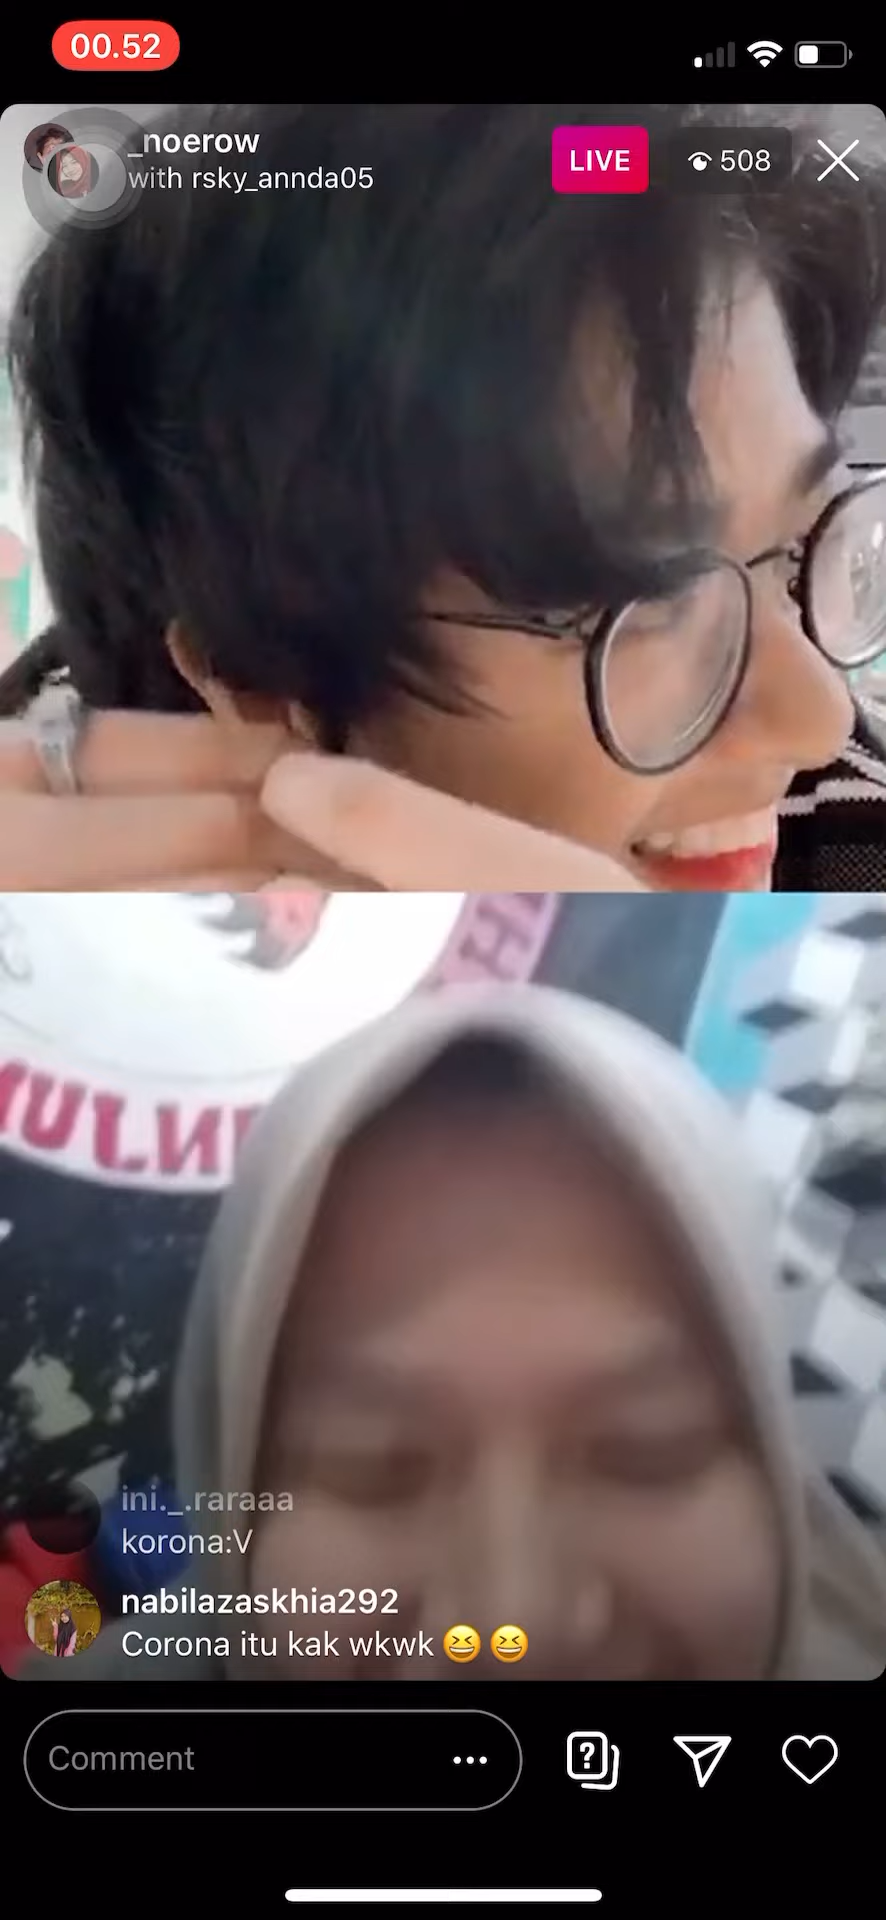 00.52
_noerow
with rsky_annda05
LIVE
508
ini._.raraaa
korona:V
nabilazaskhia292
Corona itu kak wkwk 😆😆
Comment